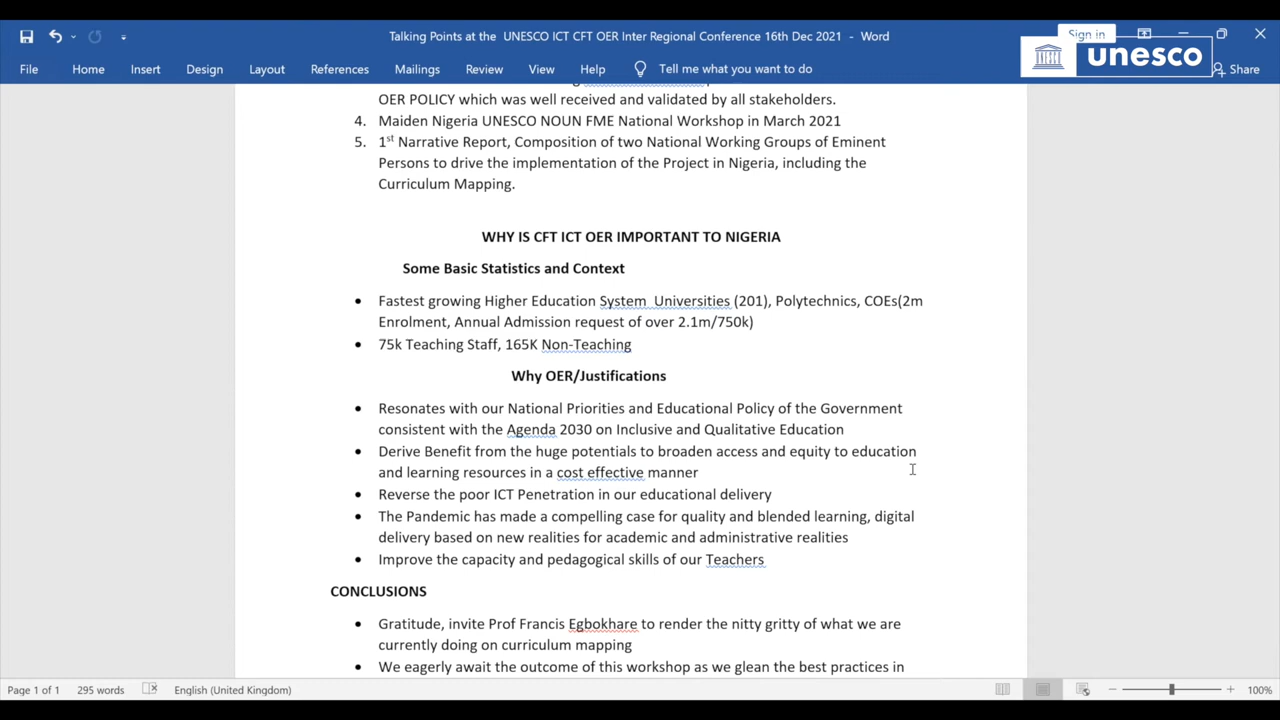 Talking Points at the UNESCO ICT CFT OER Inter Regional Conference 16th Dec 2021 - Word
Sign in
unesco
File Home Insert Design Layout References Mailings Review View Help Tell me what you want to do Share
OER POLICY which was well received and validated by all stakeholders.
4. Maiden Nigeria UNESCO NOUN FME National Workshop in March 2021
5. 1st Narrative Report, Composition of two National Working Groups of Eminent
Persons to drive the implementation of the Project in Nigeria, including the
Curriculum Mapping.
WHY IS CFT ICT OER IMPORTANT TO NIGERIA
Some Basic Statistics and Context
• Fastest growing Higher Education System Universities (201), Polytechnics, COEs(2m
Enrolment, Annual Admission request of over 2.1m/750k)
• 75k Teaching Staff, 165K Non-Teaching
Why OER/Justifications
• Resonates with our National Priorities and Educational Policy of the Government
consistent with the Agenda 2030 on Inclusive and Qualitative Education
• Derive Benefit from the huge potentials to broaden access and equity to education
and learning resources in a cost effective manner
• Reverse the poor ICT Penetration in our educational delivery
• The Pandemic has made a compelling case for quality and blended learning, digital
delivery based on new realities for academic and administrative realities
• Improve the capacity and pedagogical skills of our Teachers
CONCLUSIONS
• Gratitude, invite Prof Francis Egbokhare to render the nitty gritty of what we are
currently doing on curriculum mapping
• We eagerly await the outcome of this workshop as we glean the best practices in
Page 1 of 1 295 words English (United Kingdom) 100%